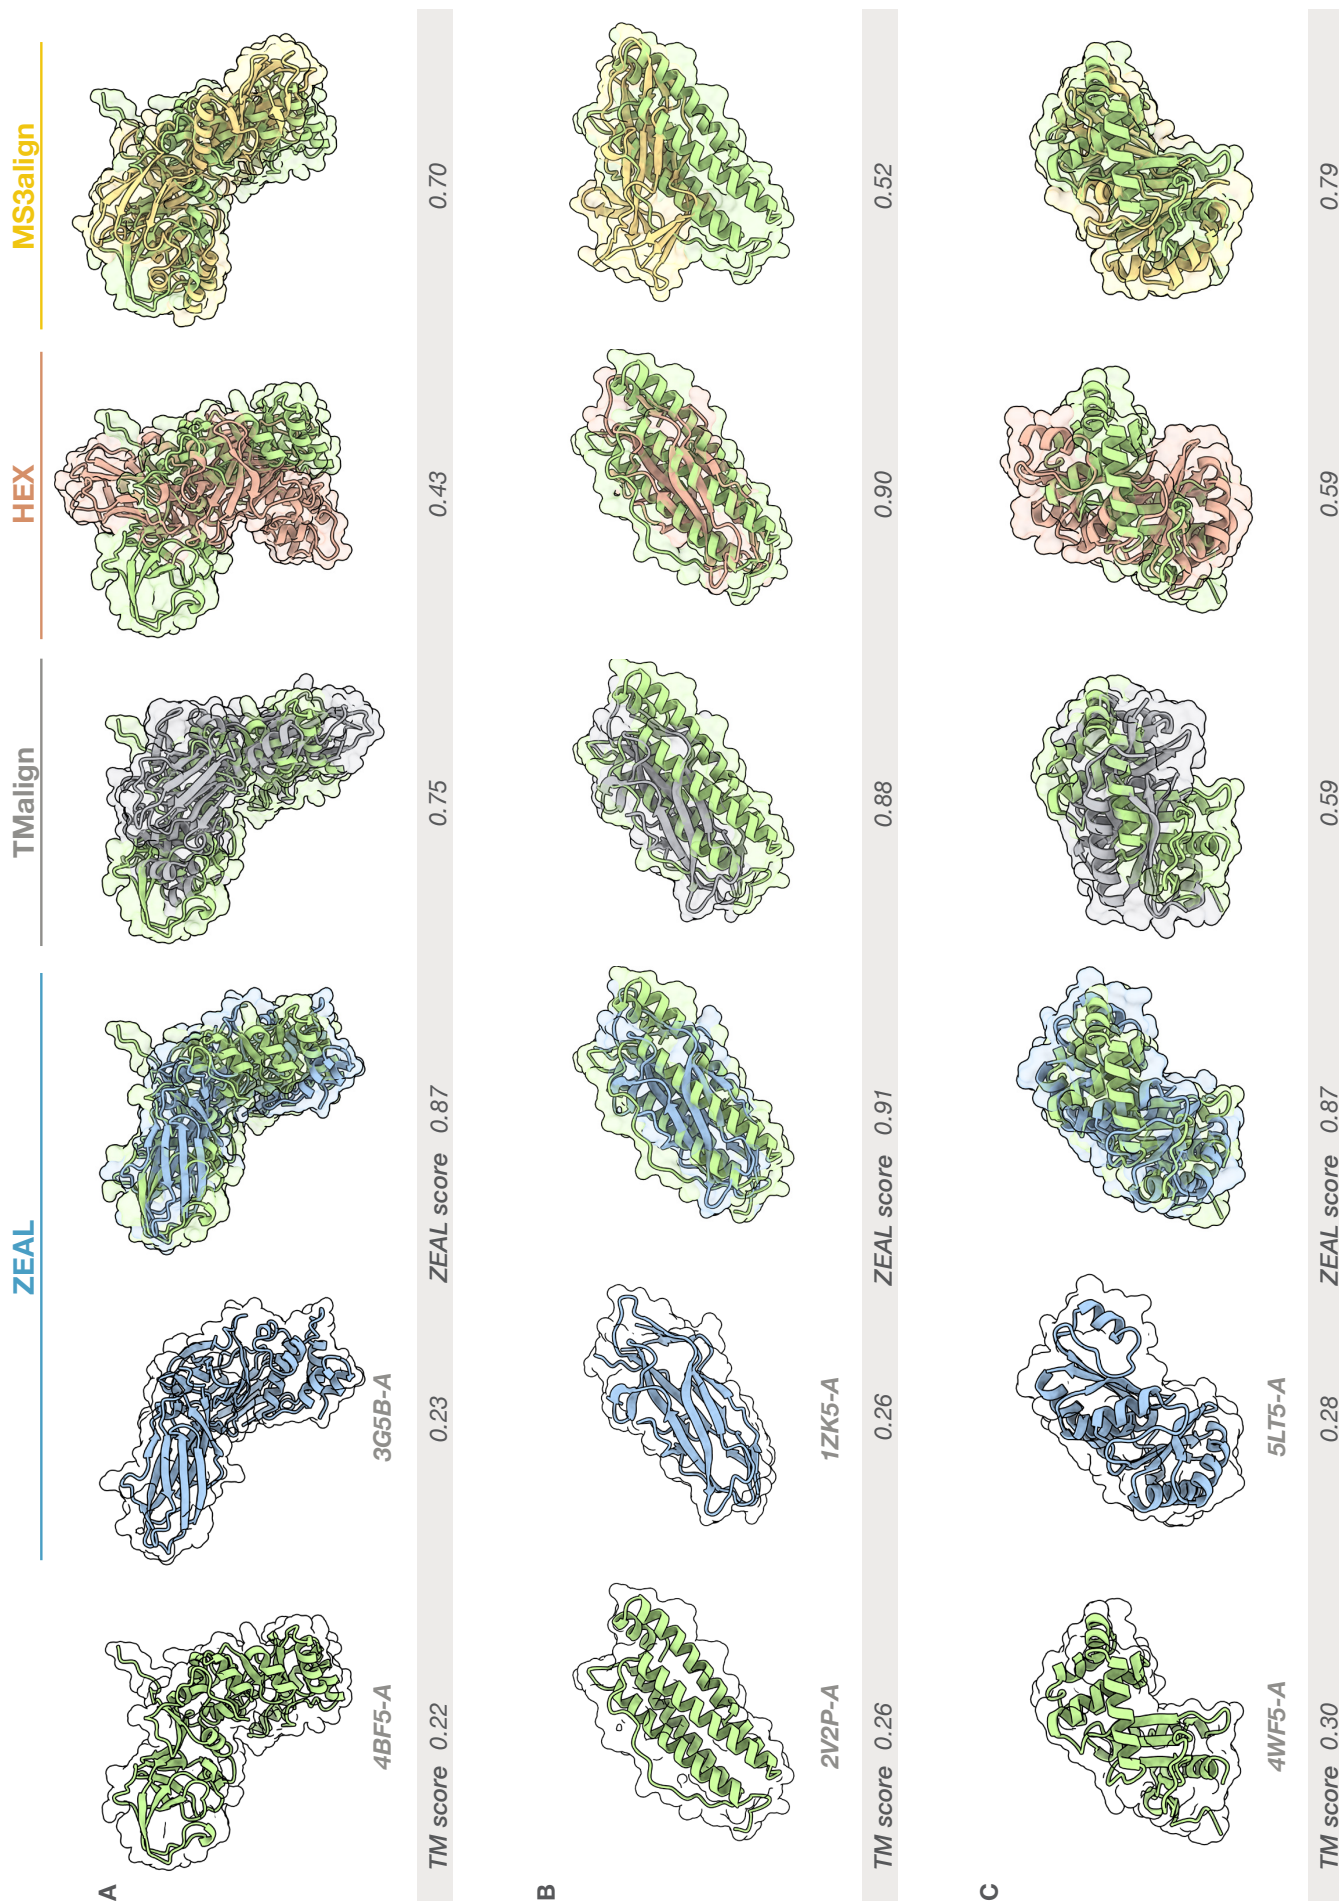 ZEAL TMalign HEX MS3align
A
4BF5-A 3G5B-A
TM score 0.22 0.23 ZEAL score 0.87 0.75 0.43 0.70
B
2V2P-A 1ZK5-A
TM score 0.26 0.26 ZEAL score 0.91 0.88 0.90 0.52
C
4WF5-A 5LT5-A
TM score 0.30 0.28 ZEAL score 0.87 0.59 0.59 0.79